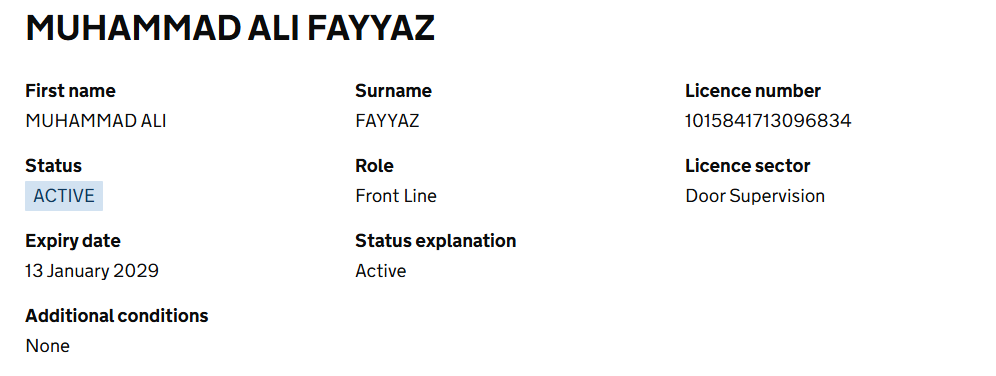 MUHAMMAD ALI FAYYAZ
First name Surname Licence number
MUHAMMAD ALI FAYYAZ 1015841713096834
Status Role Licence sector
ACTIVE Front Line Door Supervision
Expiry date Status explanation
13 January 2029 Active
Additional conditions
None